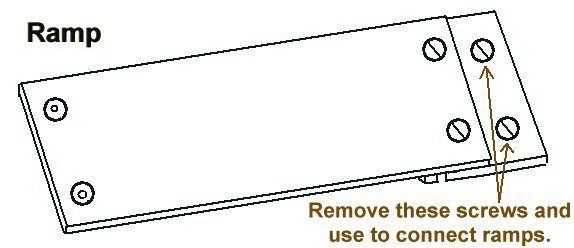 Ramp
Remove these screws and
use to connect ramps.